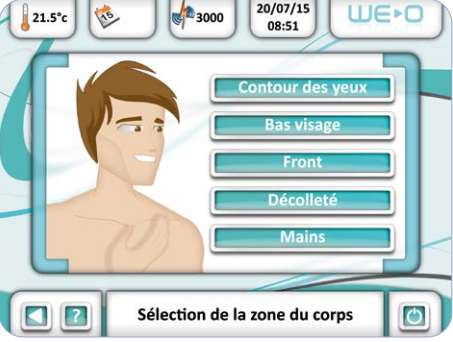 21.5°c
15
3000
20/07/15
08:51
WE►O
Contour des yeux
Bas visage
Front
Décolleté
Mains
?
Sélection de la zone du corps